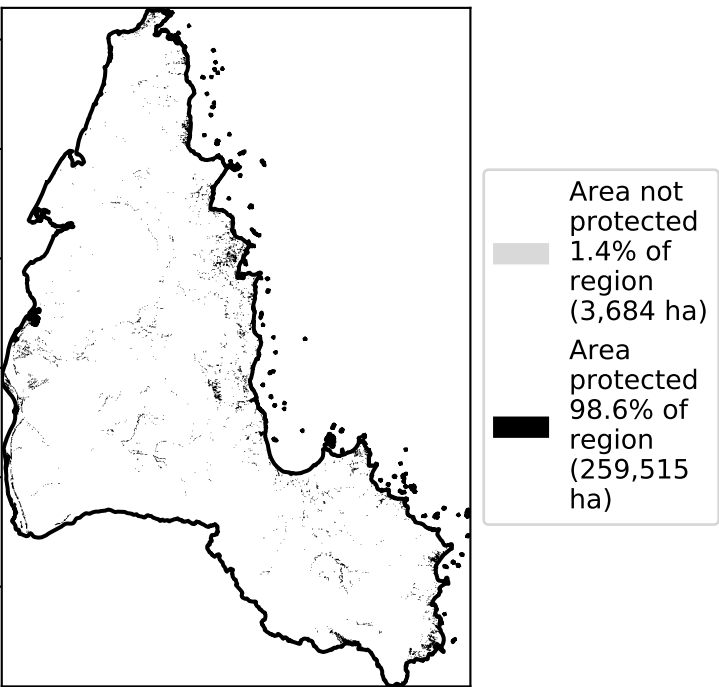 Area not
protected
1.4% of
region
(3,684 ha)
Area
protected
98.6% of
region
(259,515
ha)